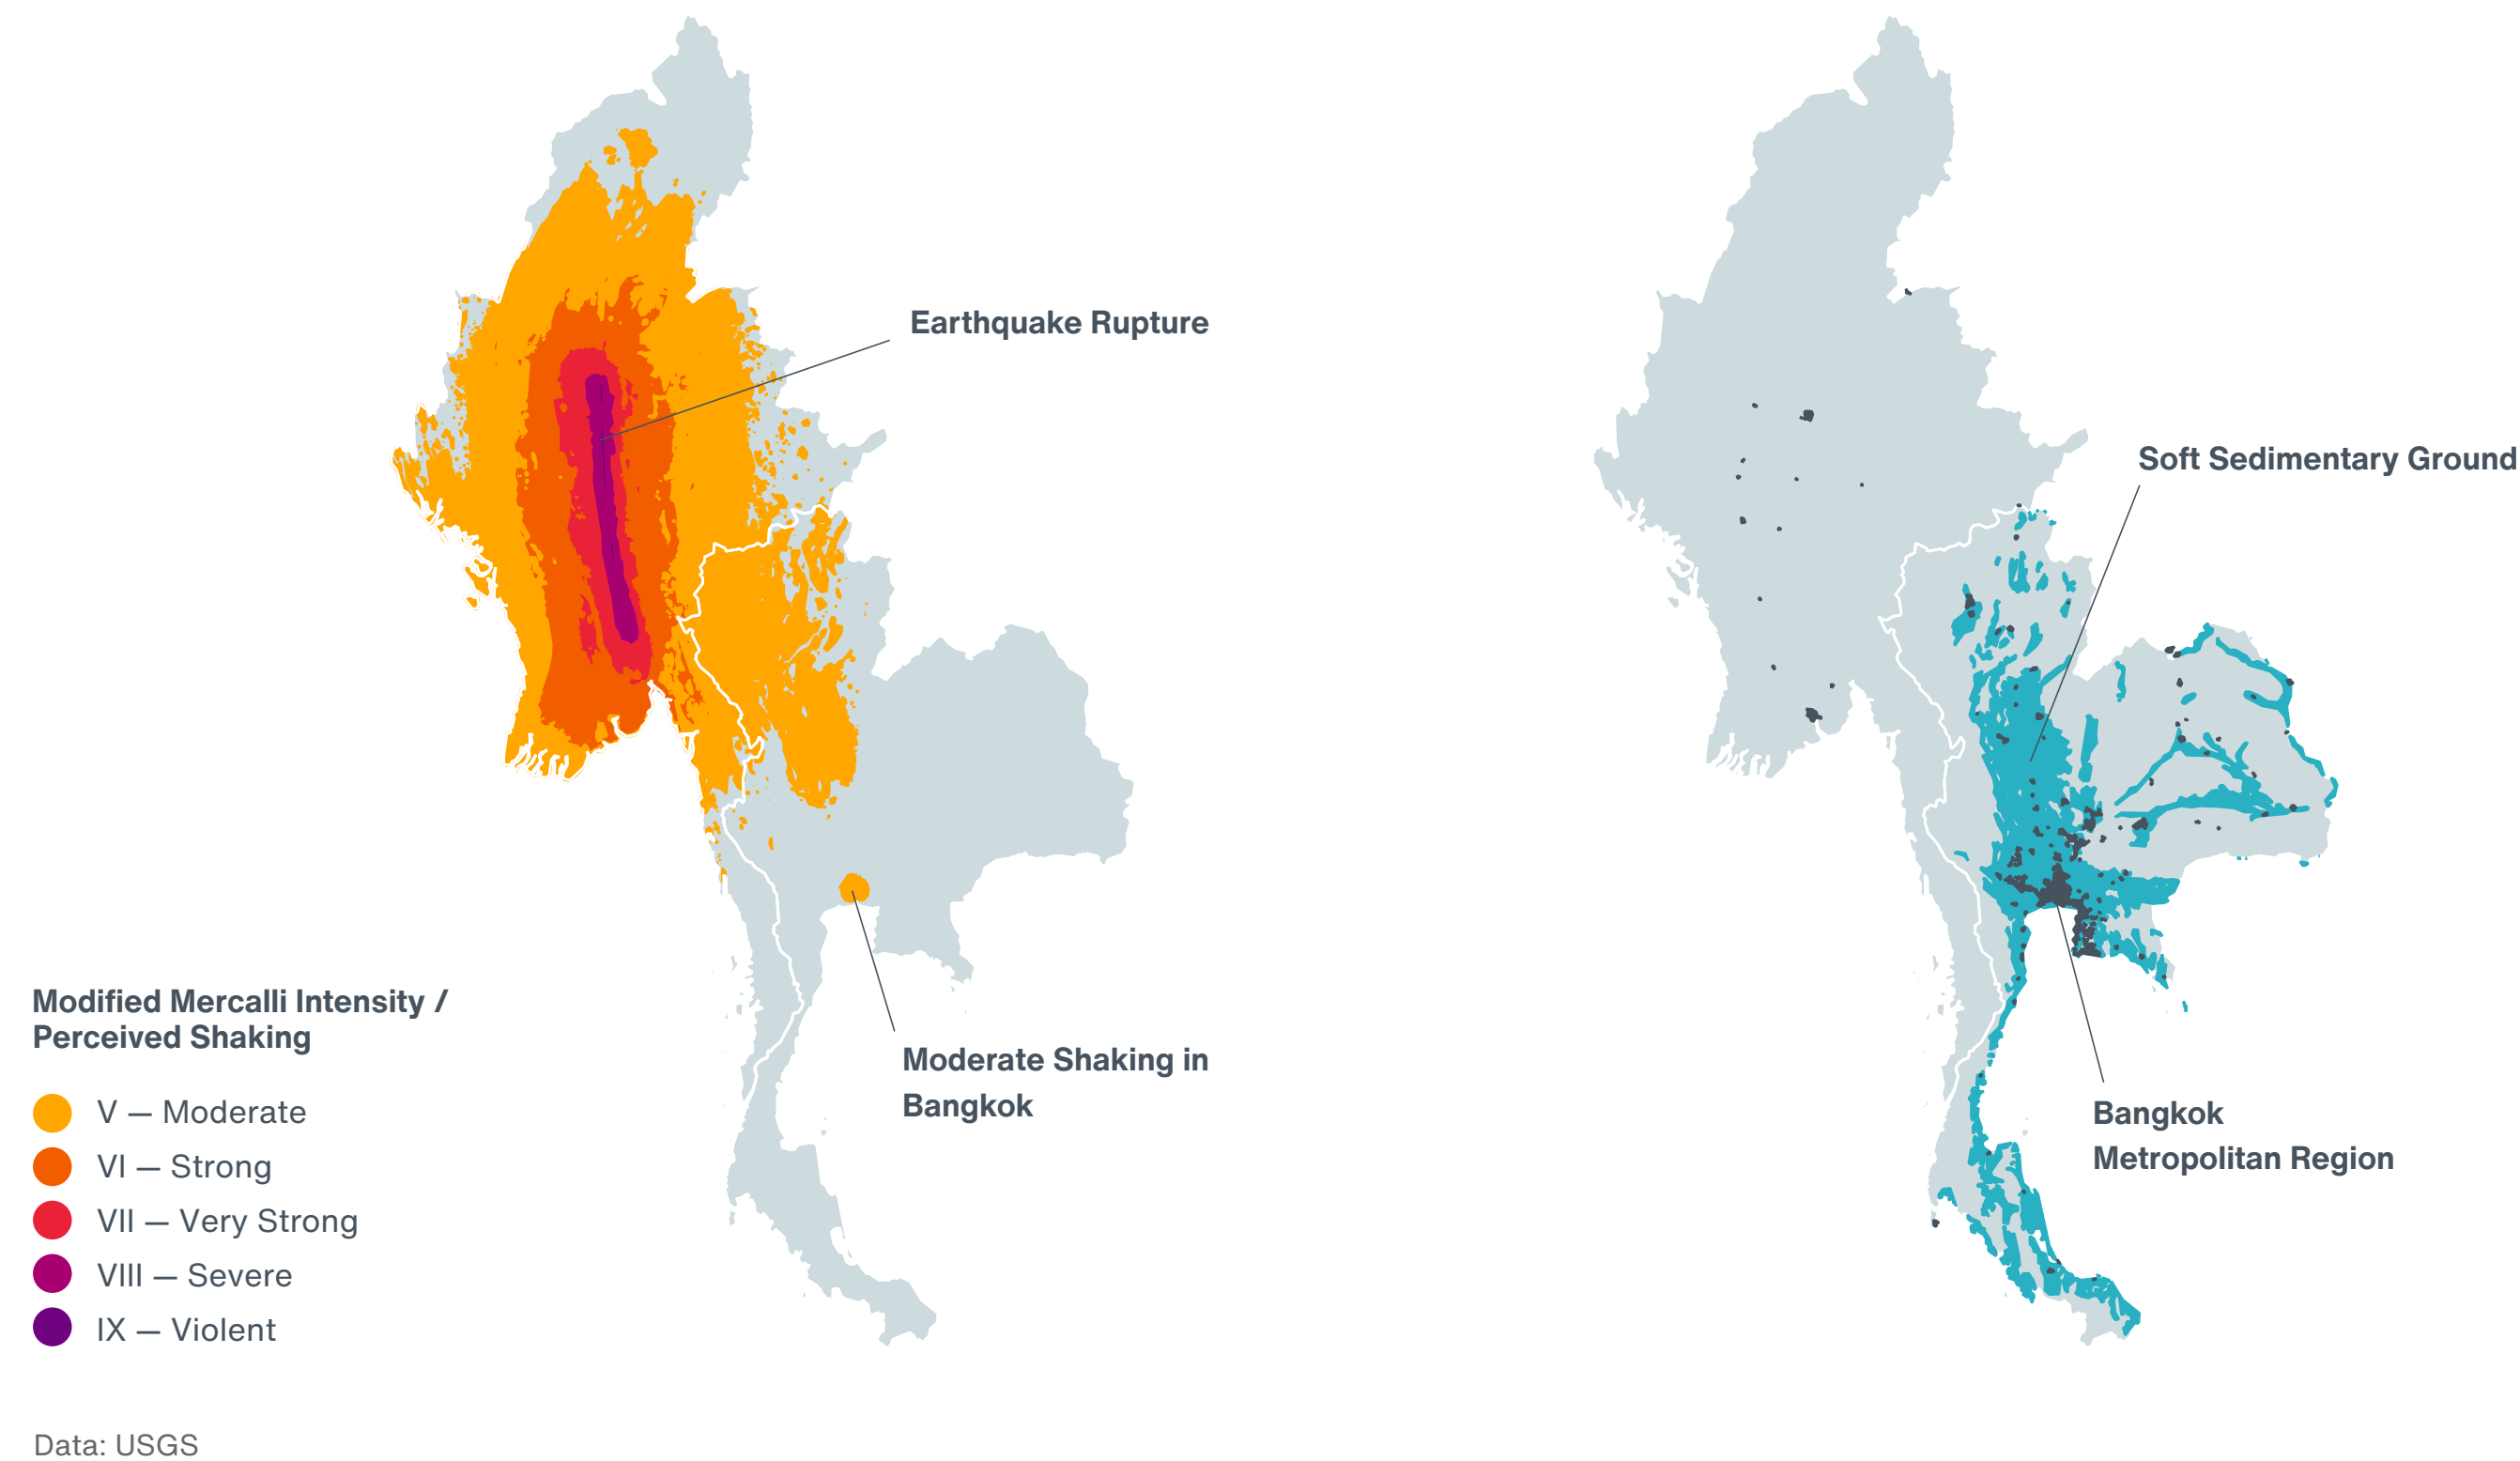 Earthquake Rupture
Soft Sedimentary Ground
Modified Mercalli Intensity /
Perceived Shaking
V — Moderate
VI — Strong
VII — Very Strong
VIII — Severe
IX — Violent
Moderate Shaking in
Bangkok
Bangkok
Metropolitan Region
Data: USGS